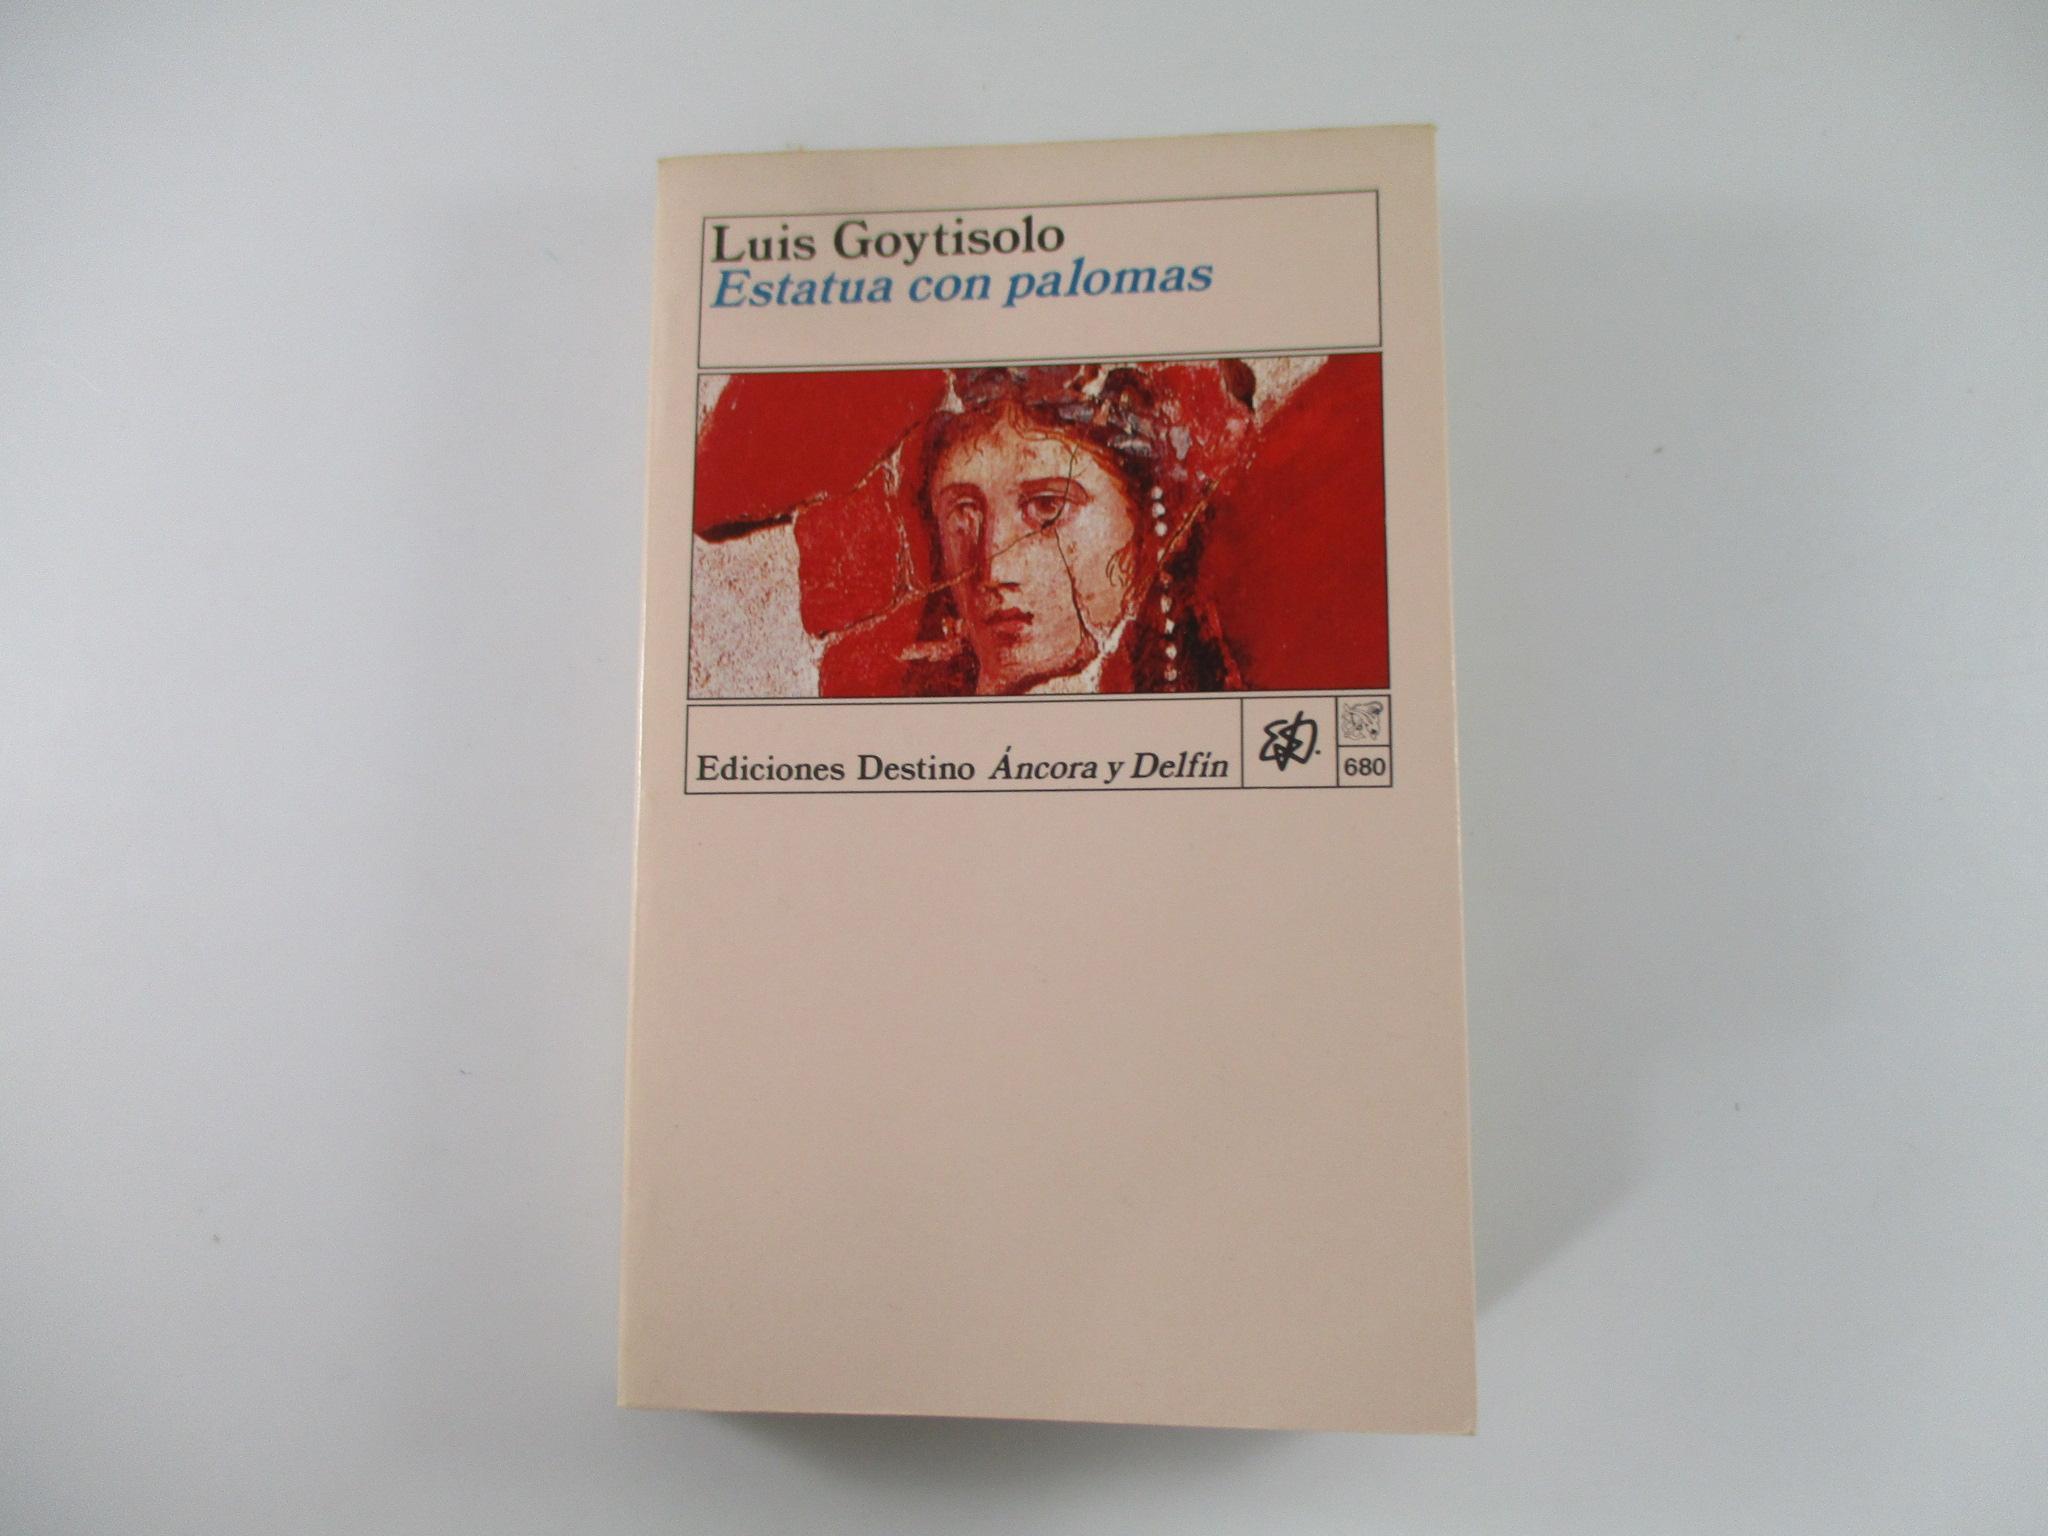 Luis Goytisolo
Estatua con palomas
Ediciones Destino Áncora y Delfín
680